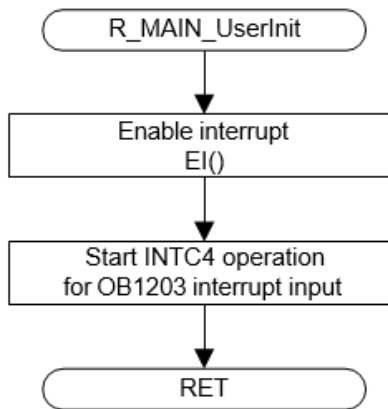 R_MAIN_UserInit
Enable interrupt
EI()
Start INTC4 operation
for OB1203 interrupt input
RET